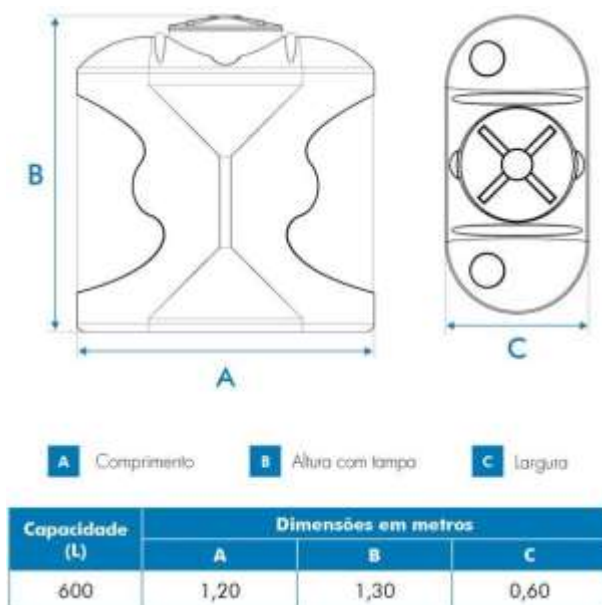 B
A
C
A Comprimento B Altura com tampa C Largura
Capacidade (L) Dimensões em metros
A B C
600 1,20 1,30 0,60